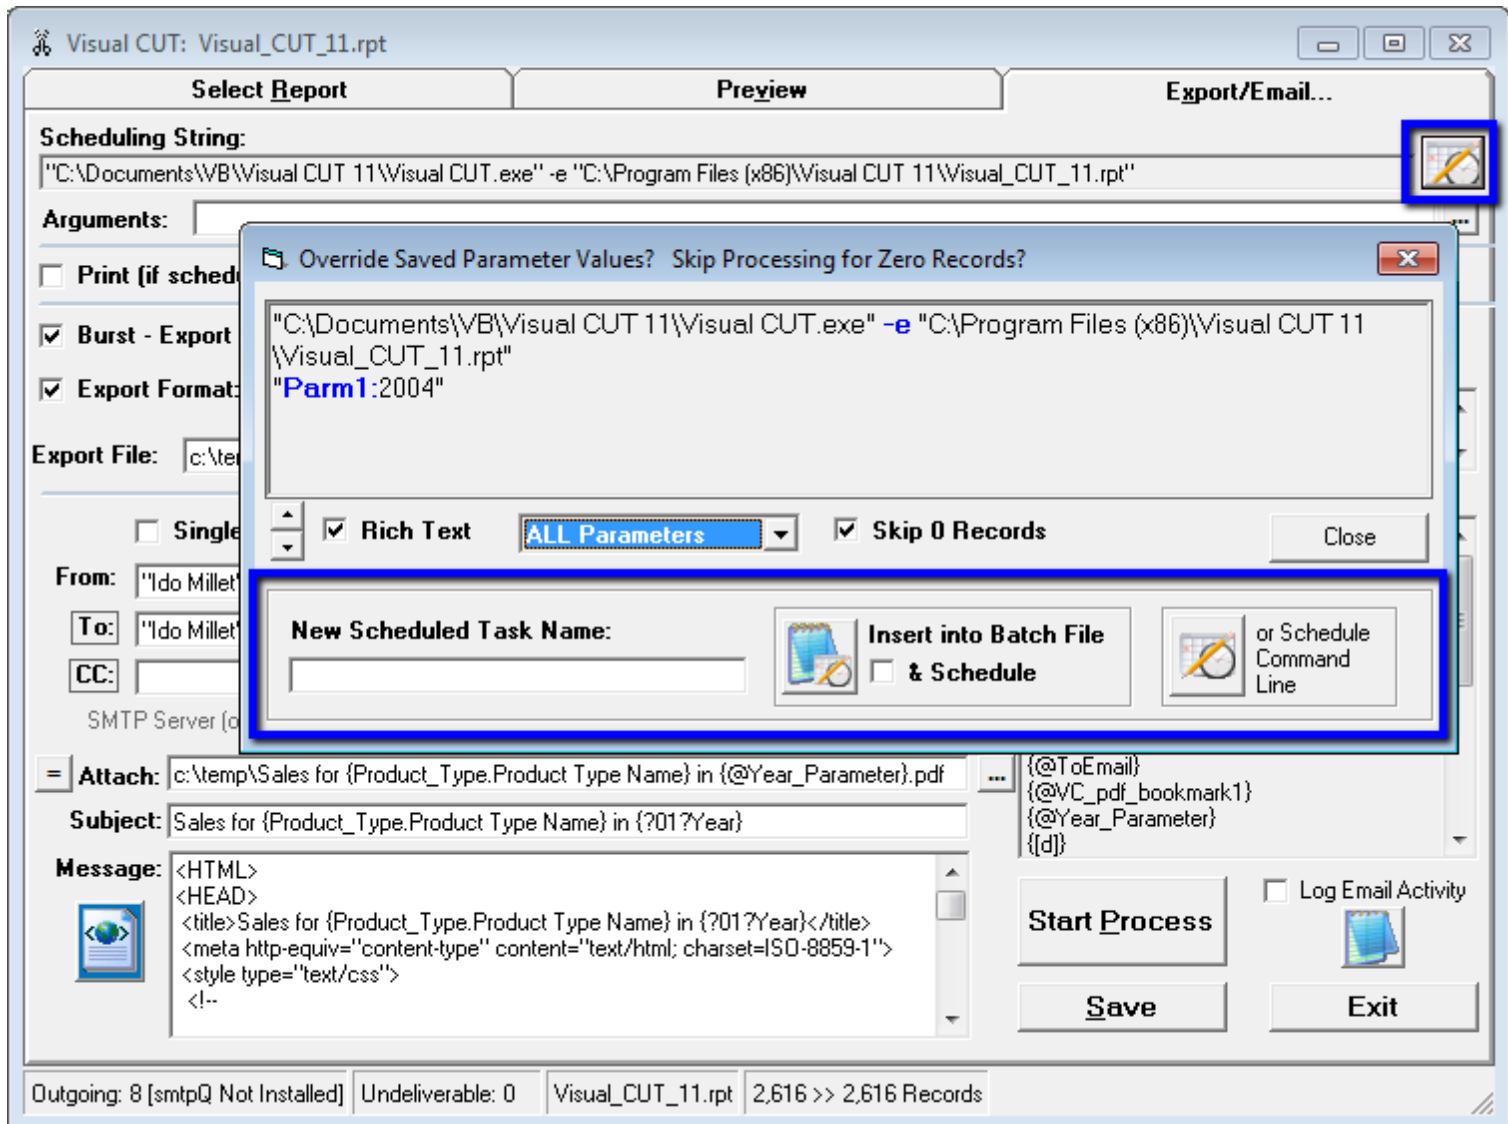 Visual CUT: Visual_CUT_11.rpt
Select Report Preview Export/Email...
Scheduling String:
"C:\Documents\VB\Visual CUT 11\Visual CUT.exe" -e "C:\Program Files (x86)\Visual CUT 11\Visual_CUT_11.rpt"
Arguments: ...
Override Saved Parameter Values? Skip Processing for Zero Records?
Print (if
Burst - Export
Export Format:
Export File:
"C:\Documents\VB\Visual CUT 11\Visual CUT.exe" -e "C:\Program Files (x86)\Visual CUT 11
\Visual_CUT_11.rpt"
"Parm1:2004"
Rich Text ALL Parameters Skip 0 Records Close
Single
From: "Ido Millet"
To: "Ido Millet"
CC:
SMTP Server
New Scheduled Task Name:
Insert into Batch File
& Schedule
or Schedule
Command
Line
= Attach: c:\temp\Sales for {Product_Type.Product Type Name} in {@Year_Parameter}.pdf ...
Subject: Sales for {Product_Type.Product Type Name} in {?01?Year}
{@ToEmail}
{@VC_pdf_bookmark1}
{@Year_Parameter}
{[d]}
Message: <HTML>
<HEAD>
<title>Sales for {Product_Type.Product Type Name} in {?01?Year}</title>
<meta http-equiv="content-type" content="text/html; charset=ISO-8859-1">
<style type="text/css">
<!--
Start Process
Log Email Activity
Save Exit
Outgoing: 8 [smtpQ Not Installed] Undeliverable: 0 Visual_CUT_11.rpt 2,616 >> 2,616 Records